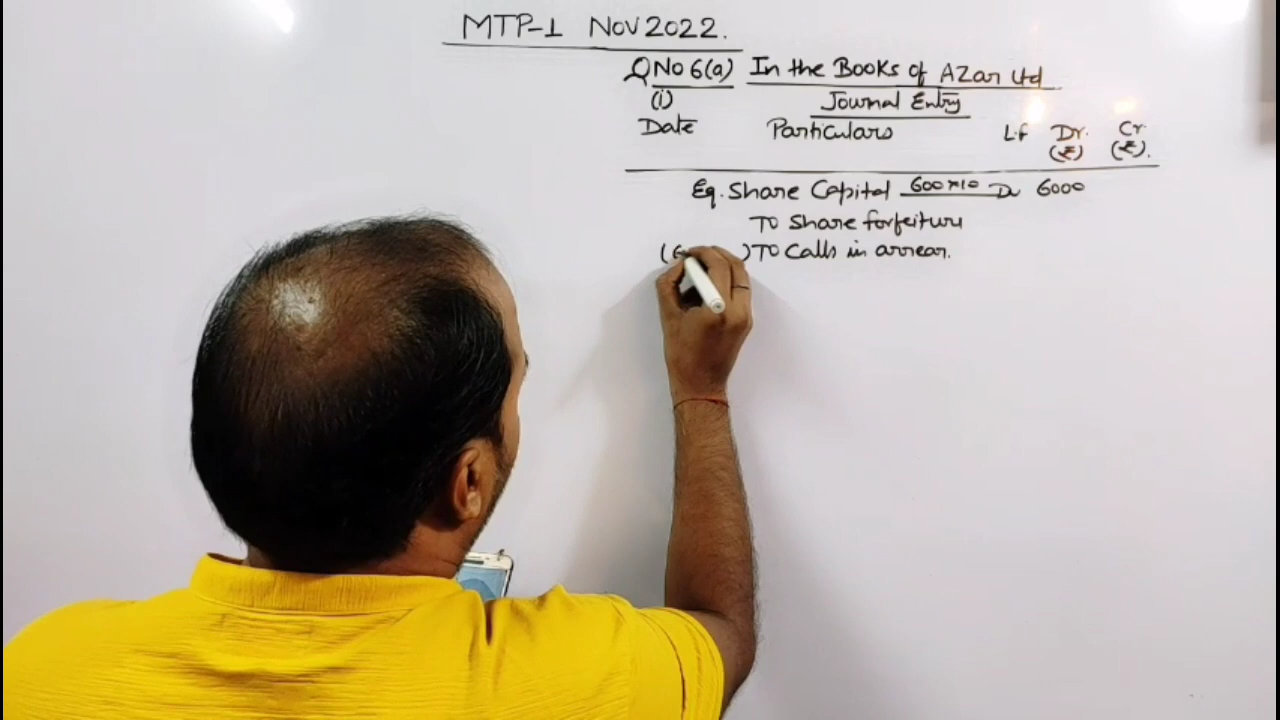 MTP-1 NOV 2022.
QNo 6(a) In the Books of Azar Ltd
(i) Journal Entry
Date Particulars L.f Dr. (₹) Cr. (₹).
Eq. Share Capital 600×10 Dr 6000
To Share forfeiture
( ) To Calls in arrear.